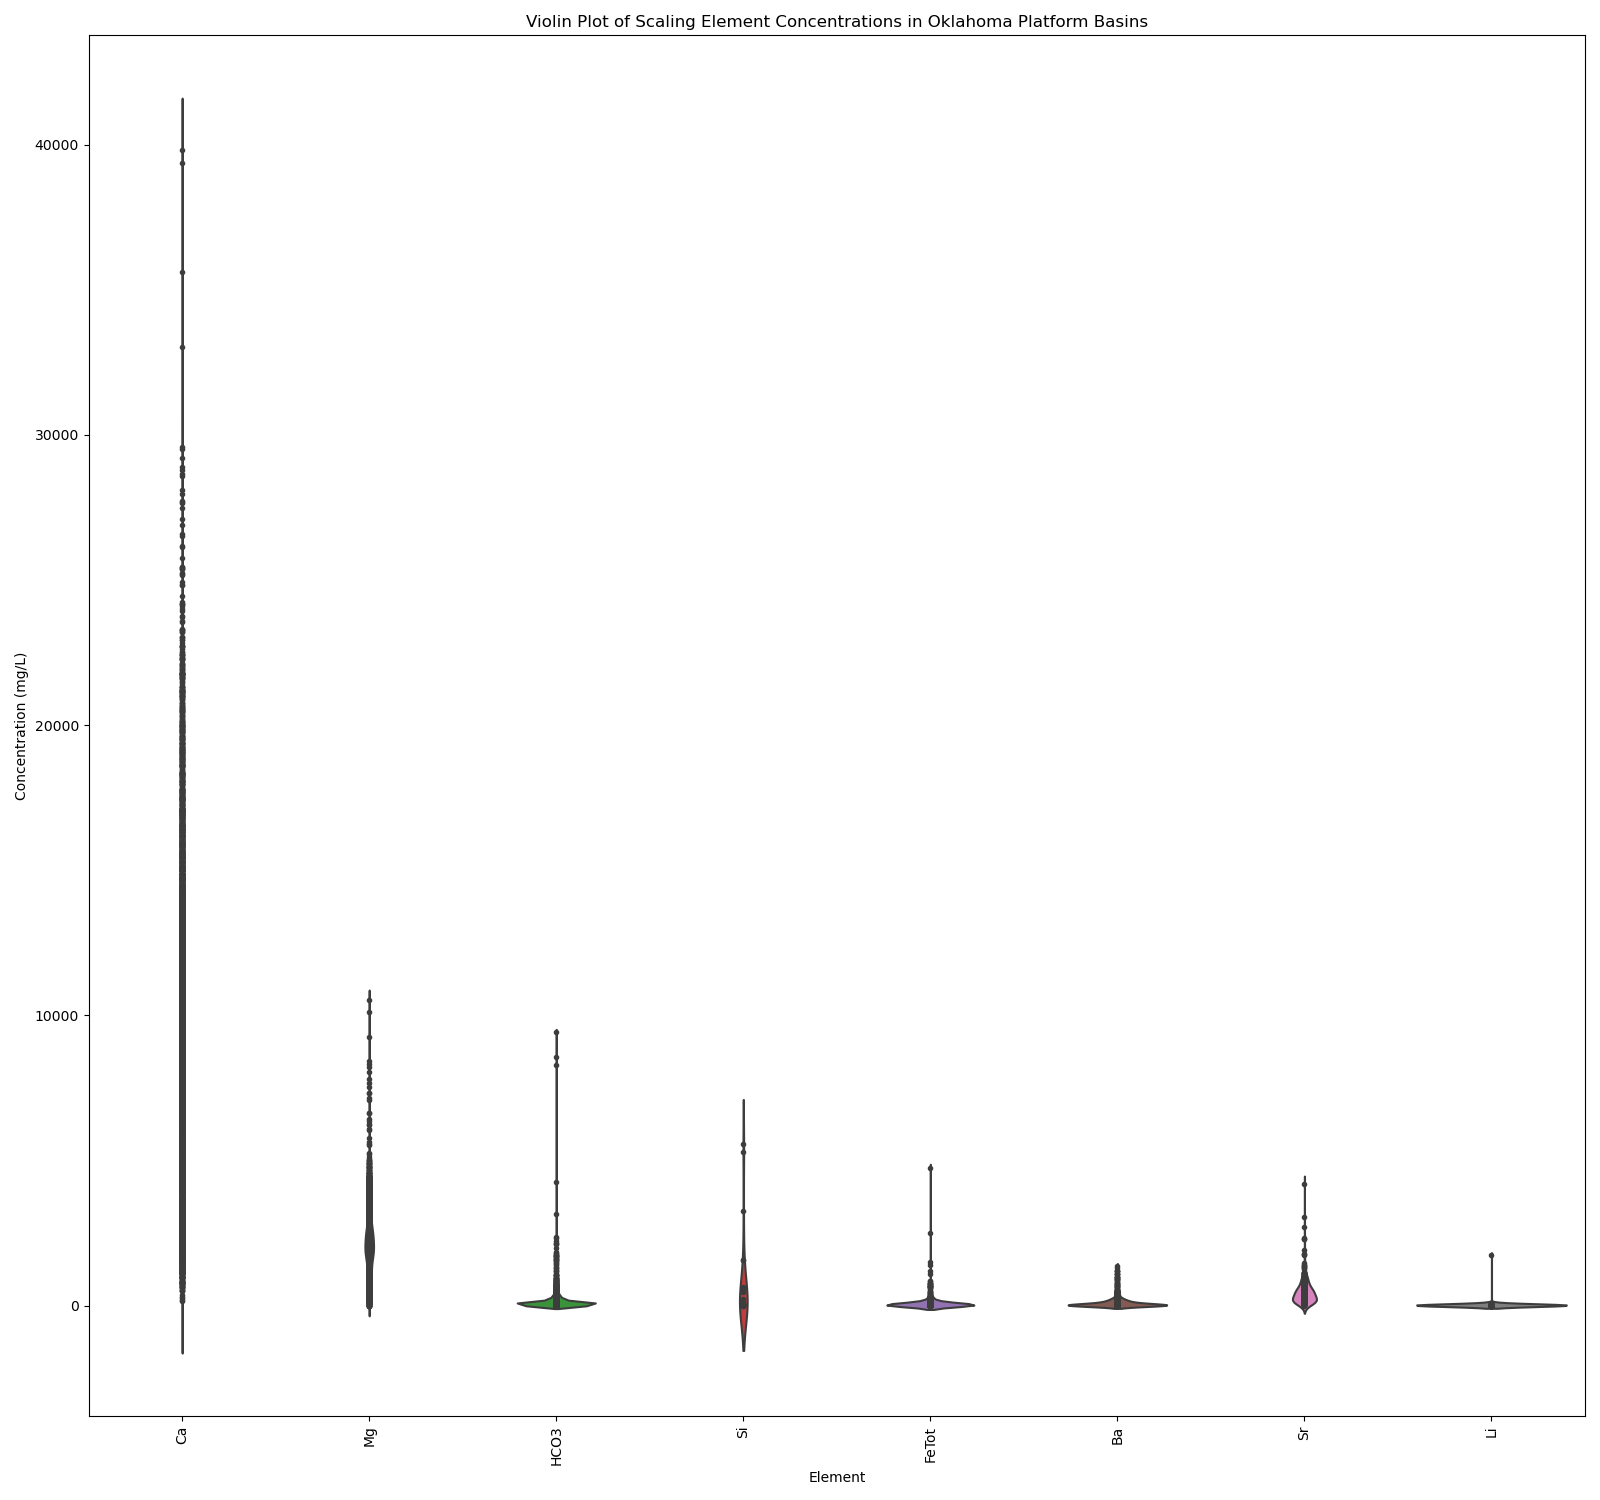 Violin Plot of Scaling Element Concentrations in Oklahoma Platform Basins
40000
30000
20000
10000
0
Concentration (mg/L)
Ca
Mg
HCO3
Si
FeTot
Ba
Sr
Li
Element